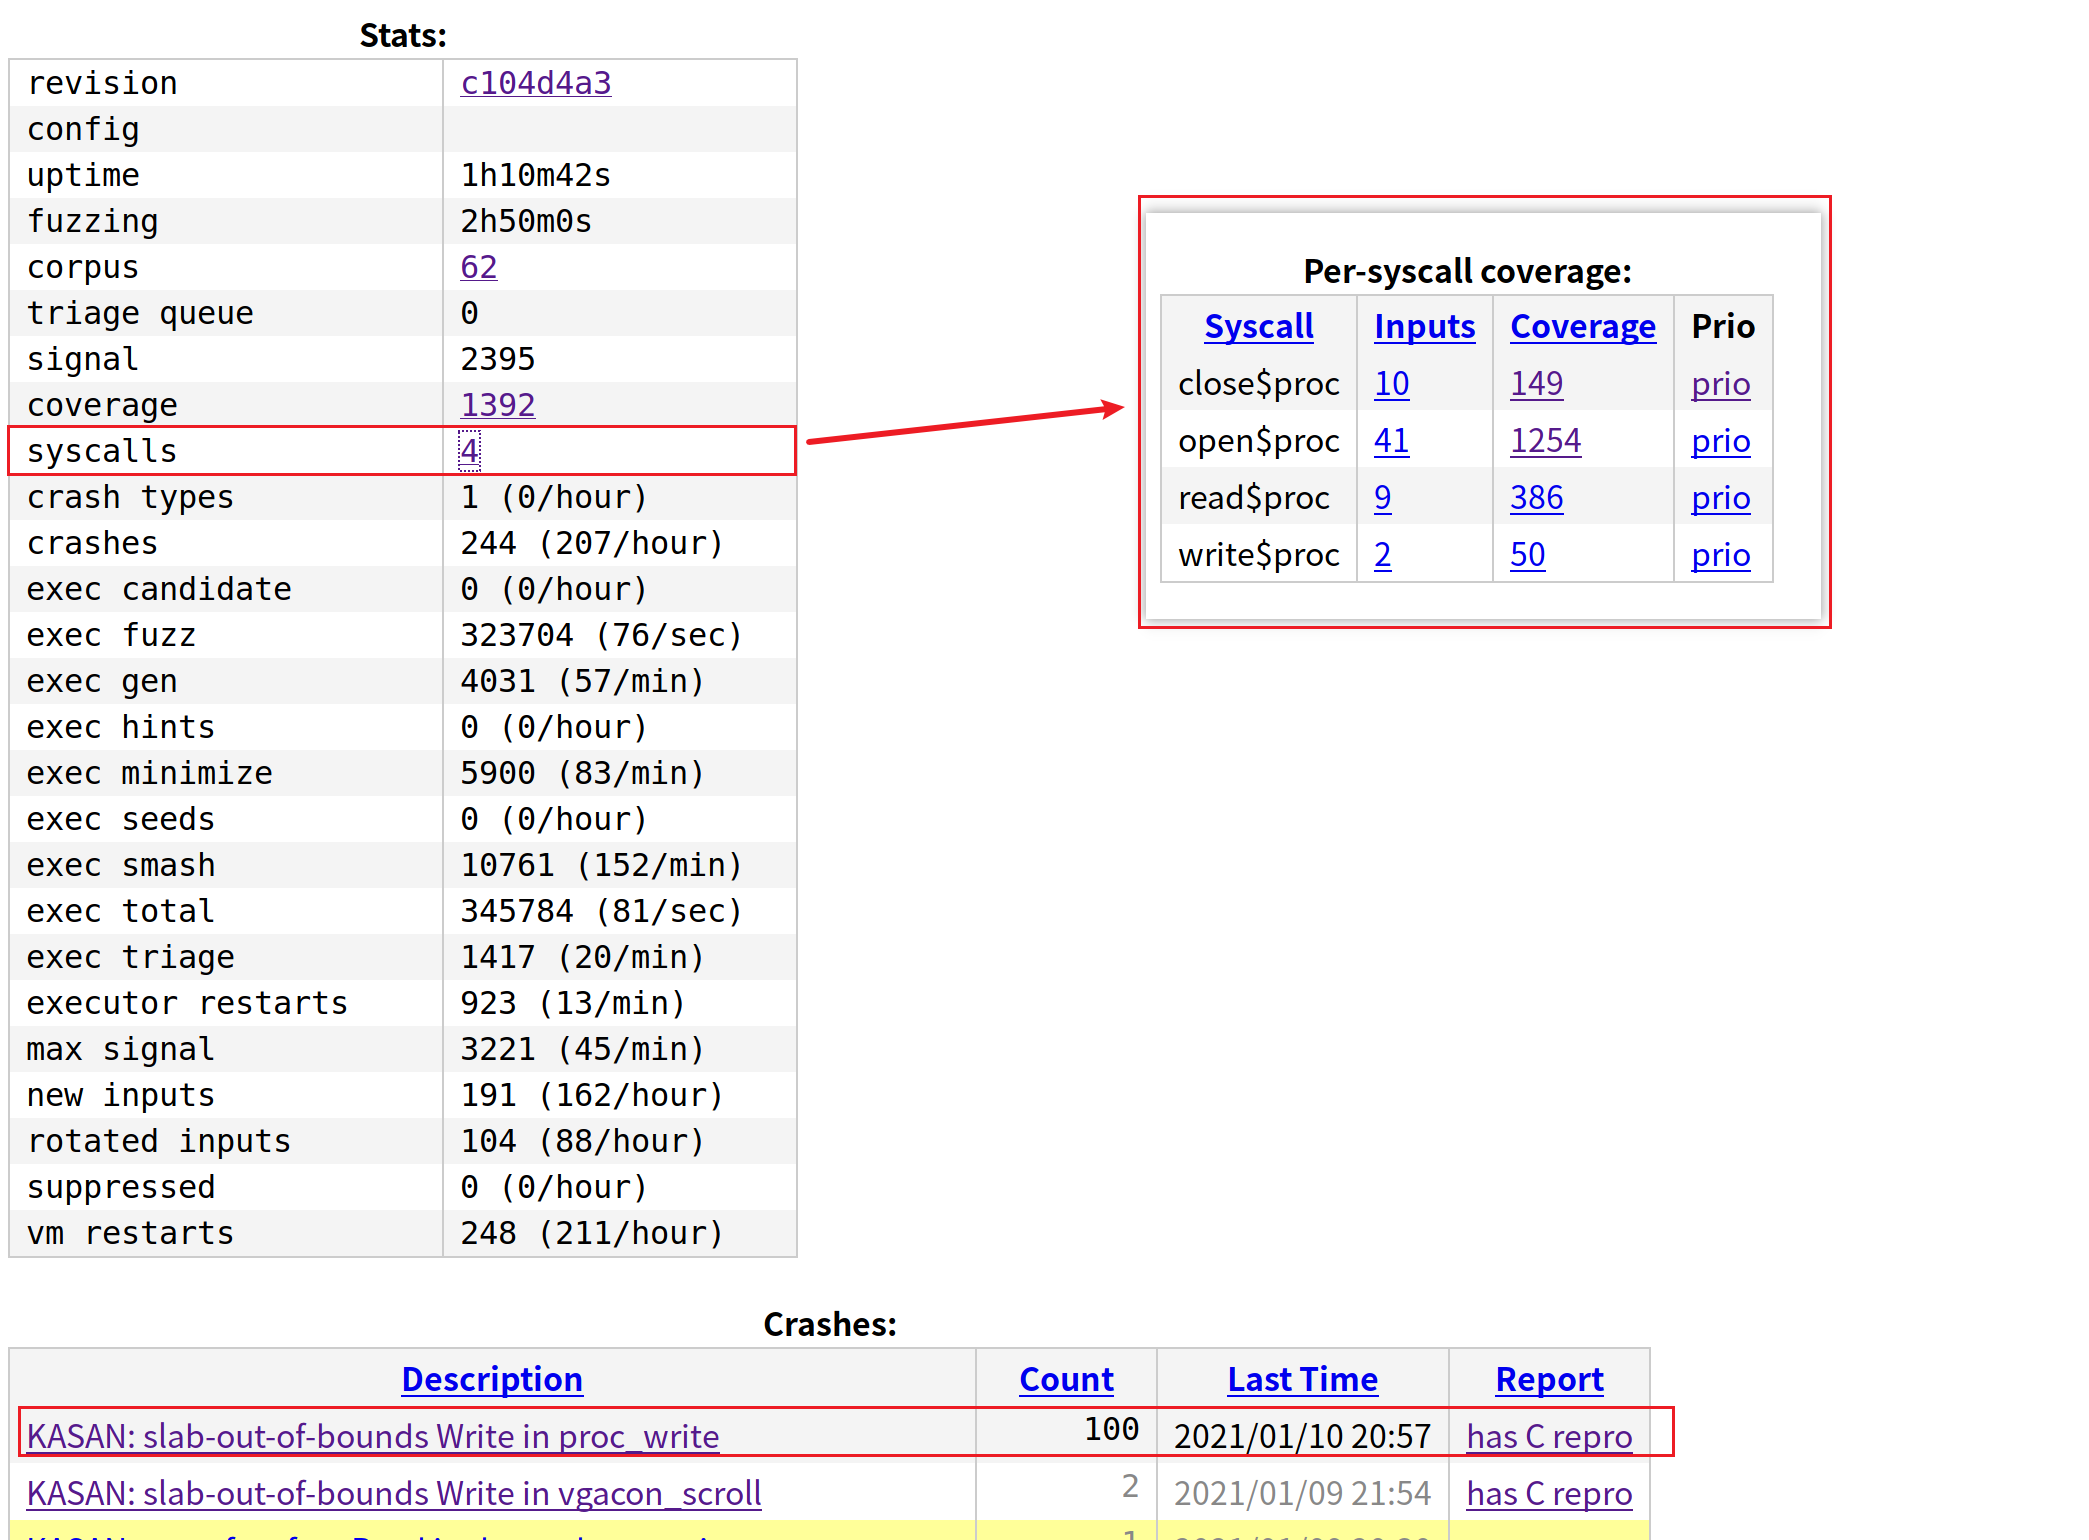 Stats:
revision c104d4a3
config
uptime 1h10m42s
fuzzing 2h50m0s
corpus 62
triage queue 0
signal 2395
coverage 1392
syscalls 4
crash types 1 (0/hour)
crashes 244 (207/hour)
exec candidate 0 (0/hour)
exec fuzz 323704 (76/sec)
exec gen 4031 (57/min)
exec hints 0 (0/hour)
exec minimize 5900 (83/min)
exec seeds 0 (0/hour)
exec smash 10761 (152/min)
exec total 345784 (81/sec)
exec triage 1417 (20/min)
executor restarts 923 (13/min)
max signal 3221 (45/min)
new inputs 191 (162/hour)
rotated inputs 104 (88/hour)
suppressed 0 (0/hour)
vm restarts 248 (211/hour)
Per-syscall coverage:
Syscall Inputs Coverage Prio
close$proc 10 149 prio
open$proc 41 1254 prio
read$proc 9 386 prio
write$proc 2 50 prio
Crashes:
Description Count Last Time Report
KASAN: slab-out-of-bounds Write in proc_write 100 2021/01/10 20:57 has C repro
KASAN: slab-out-of-bounds Write in vgacon_scroll 2 2021/01/09 21:54 has C repro